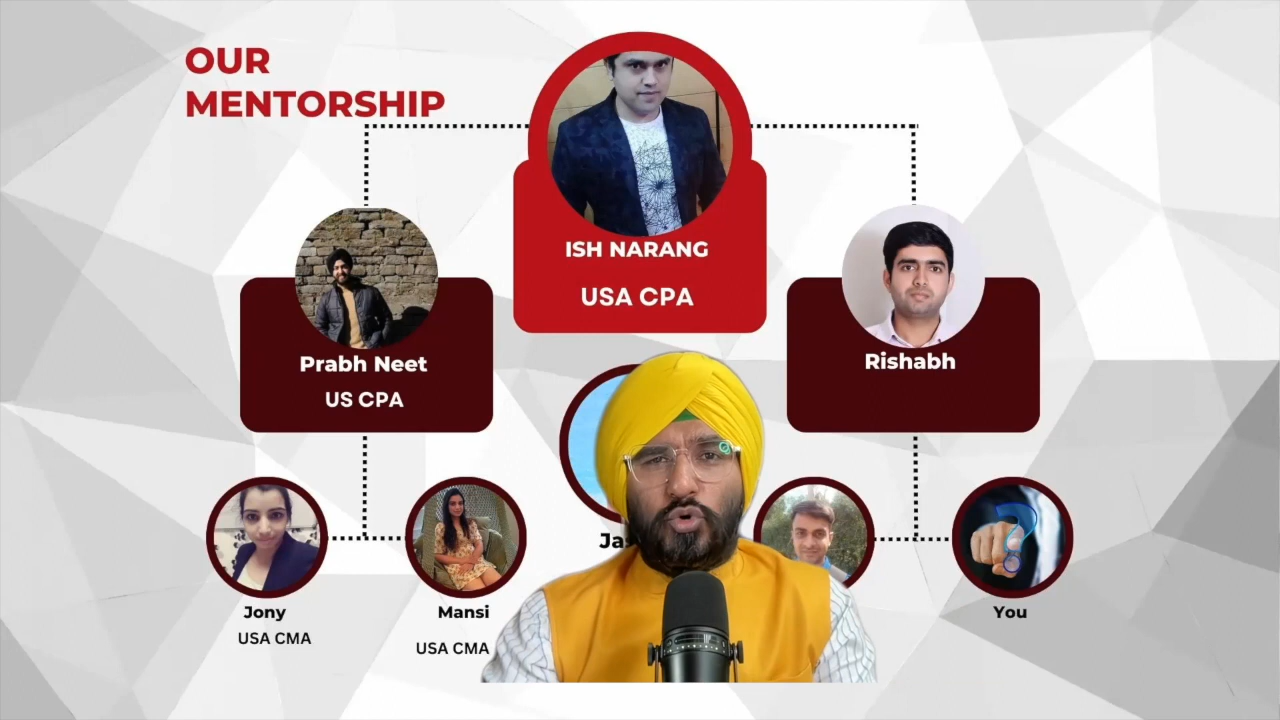 OUR
MENTORSHIP
ISH NARANG
USA CPA
Prabh Neet
US CPA
Rishabh
Jony
USA CMA
Mansi
USA CMA
You